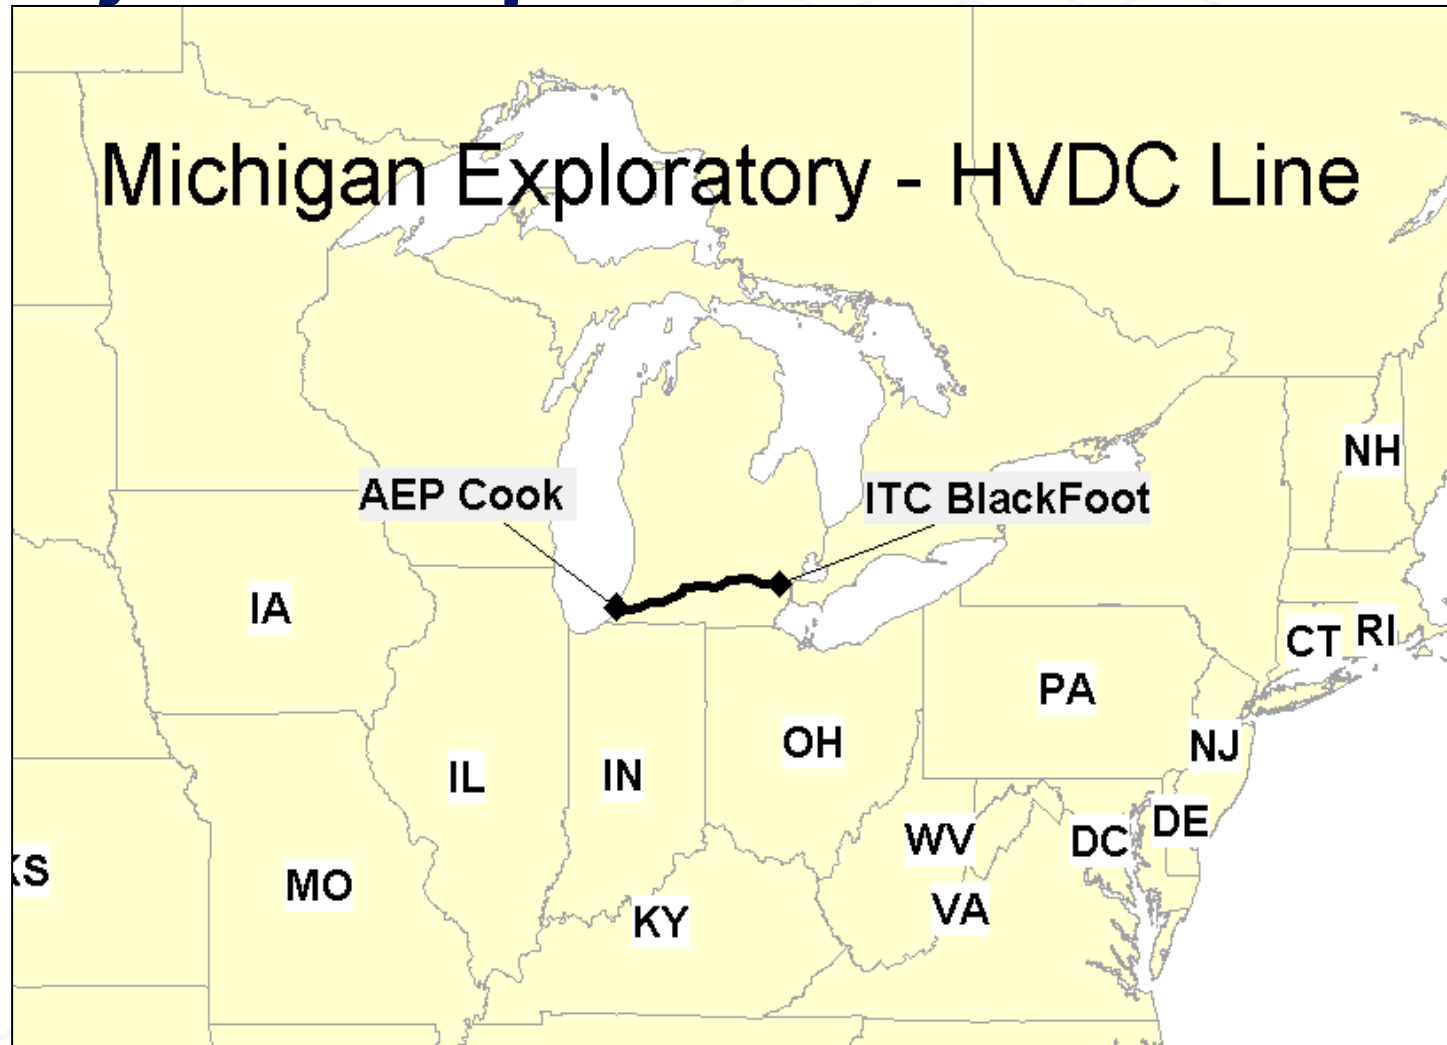 Michigan Exploratory - HVDC Line
NH
AEP Cook
ITC BlackFoot
IA
CT
RI
PA
NJ
OH
IL
IN
DE
WV
DC
KS
MO
VA
KY